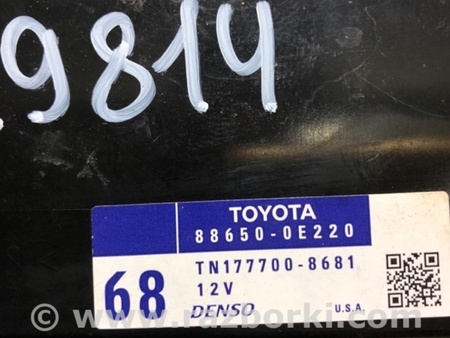 9814
TOYOTA
88650-0E220
68
TN177700-8681
12V
DENSO
U.S.A.
© www.razborki.com